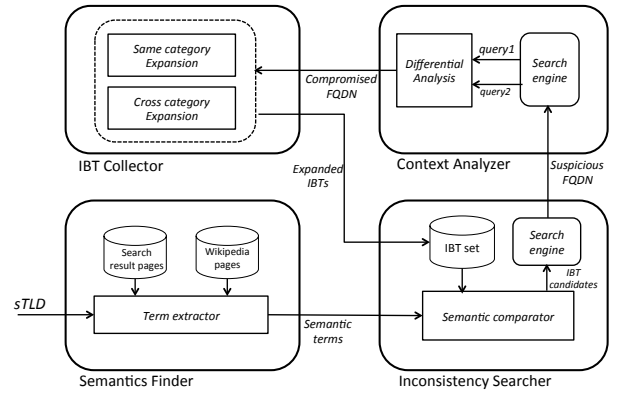 Same category
Expansion
Cross category
Expansion
IBT Collector
Compromised
FQDN
Differential
Analysis
query1
query2
Search
engine
Context Analyzer
Expanded
IBTs
Suspicious
FQDN
sTLD
Search
result pages
Wikipedia
pages
Term extractor
Semantics Finder
Semantic
terms
IBT set
Search
engine
IBT
candidates
Semantic comparator
Inconsistency Searcher